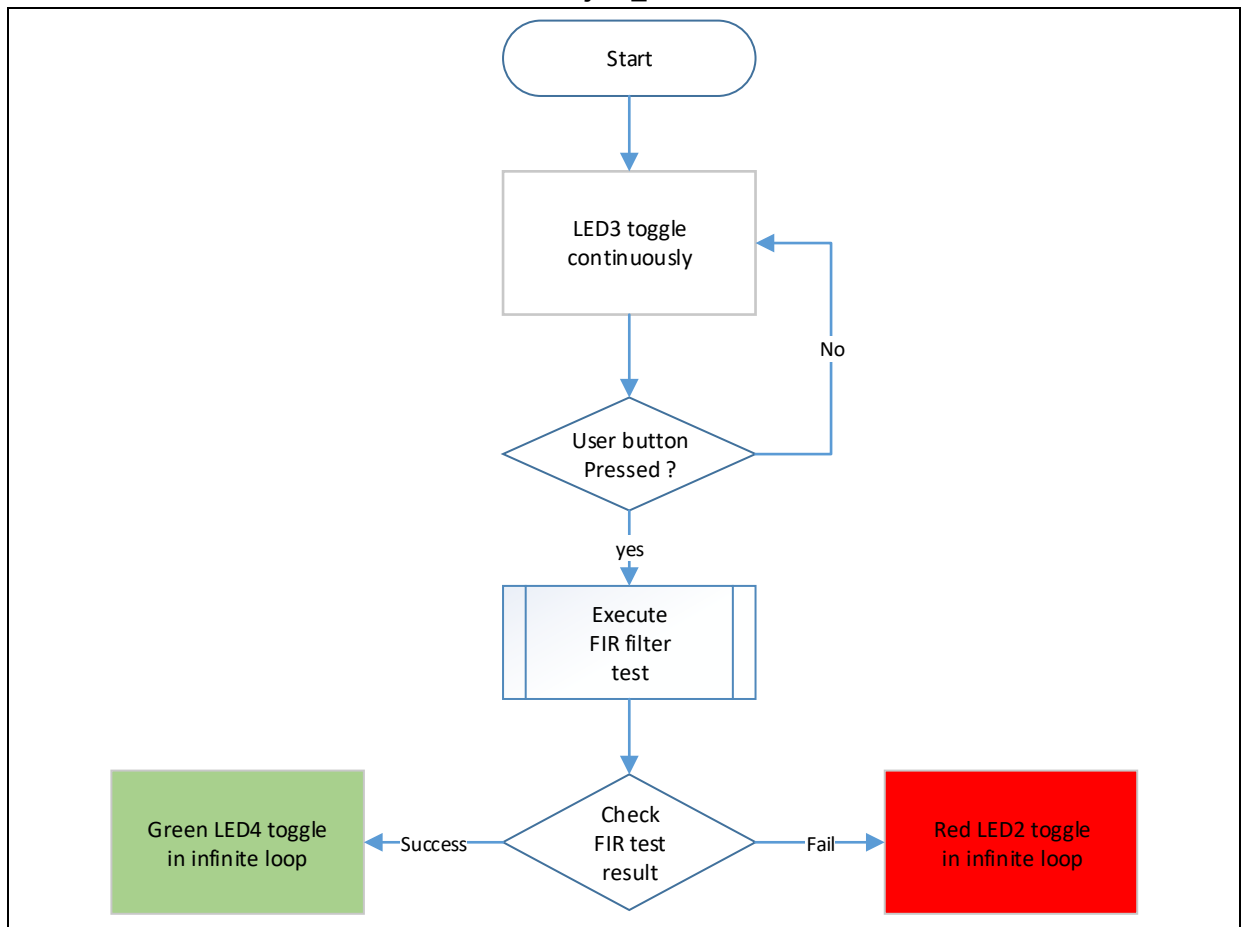 Start
LED3 toggle
continuously
No
User button
Pressed ?
yes
Execute
FIR filter
test
Green LED4 toggle
in infinite loop
Success
Check
FIR test
result
Fail
Red LED2 toggle
in infinite loop